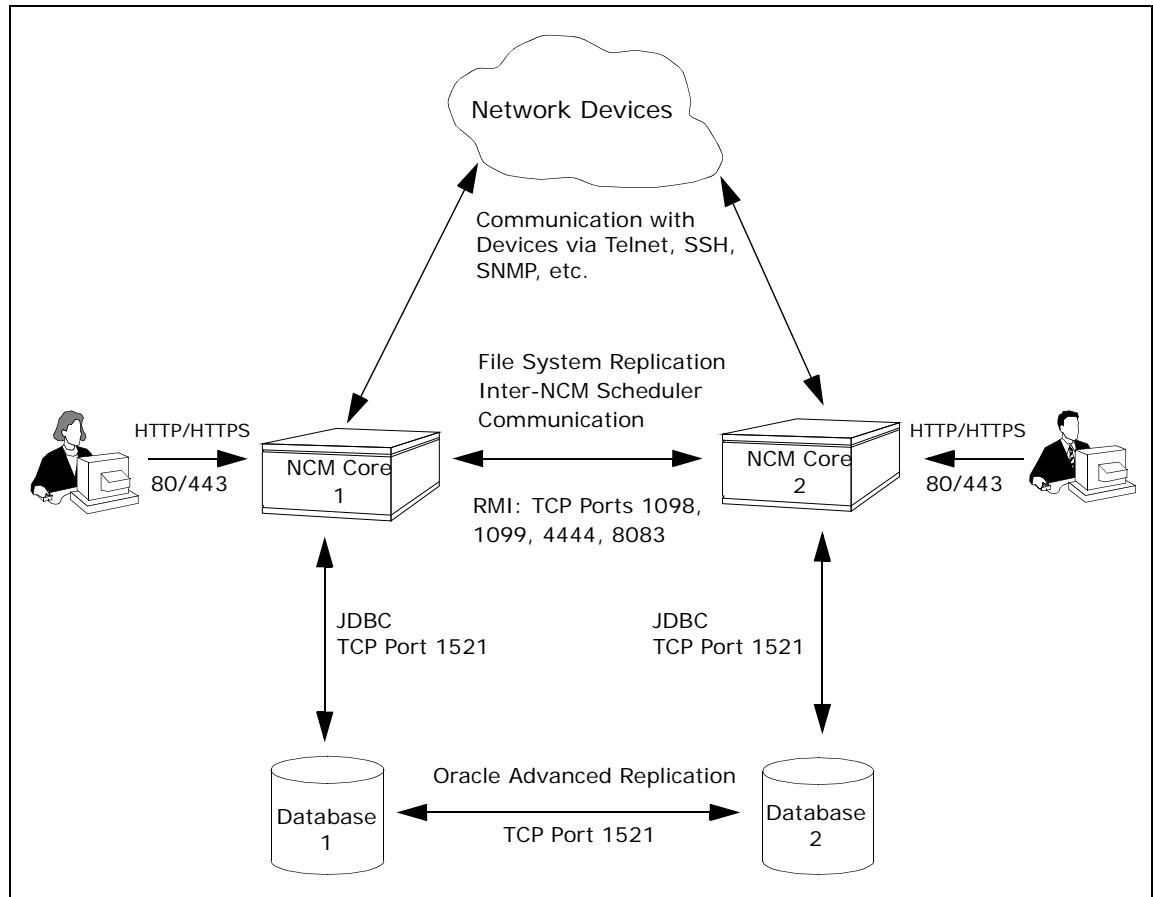 Network Devices
Communication with
Devices via Telnet, SSH,
SNMP, etc.
File System Replication
Inter-NCM Scheduler
Communication
HTTP/HTTPS
80/443
NCM Core
1
NCM Core
2
HTTP/HTTPS
80/443
RMI: TCP Ports 1098,
1099, 4444, 8083
JDBC
TCP Port 1521
JDBC
TCP Port 1521
Oracle Advanced Replication
Database
1
TCP Port 1521
Database
2